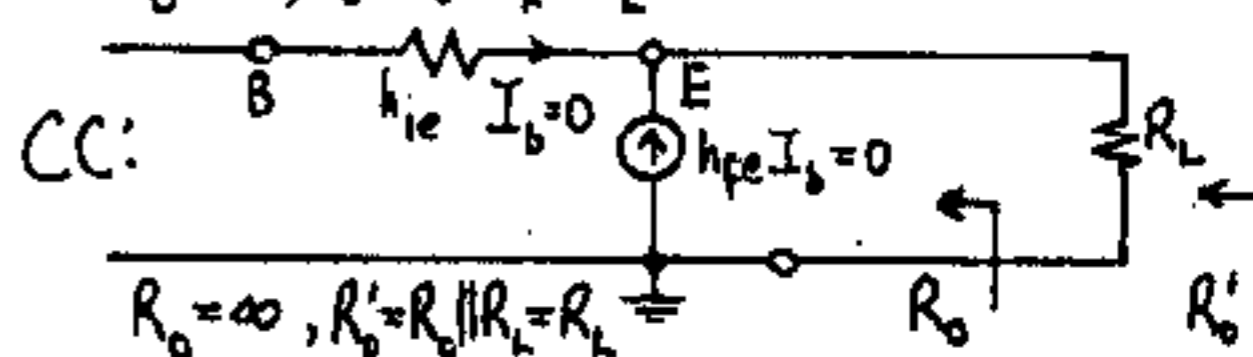 B h_ie I_b=0 E
CC: h_fe I_b=0 R_L
R_o=∞, R_o'=R_o||R_L=R_L R_o R_o'